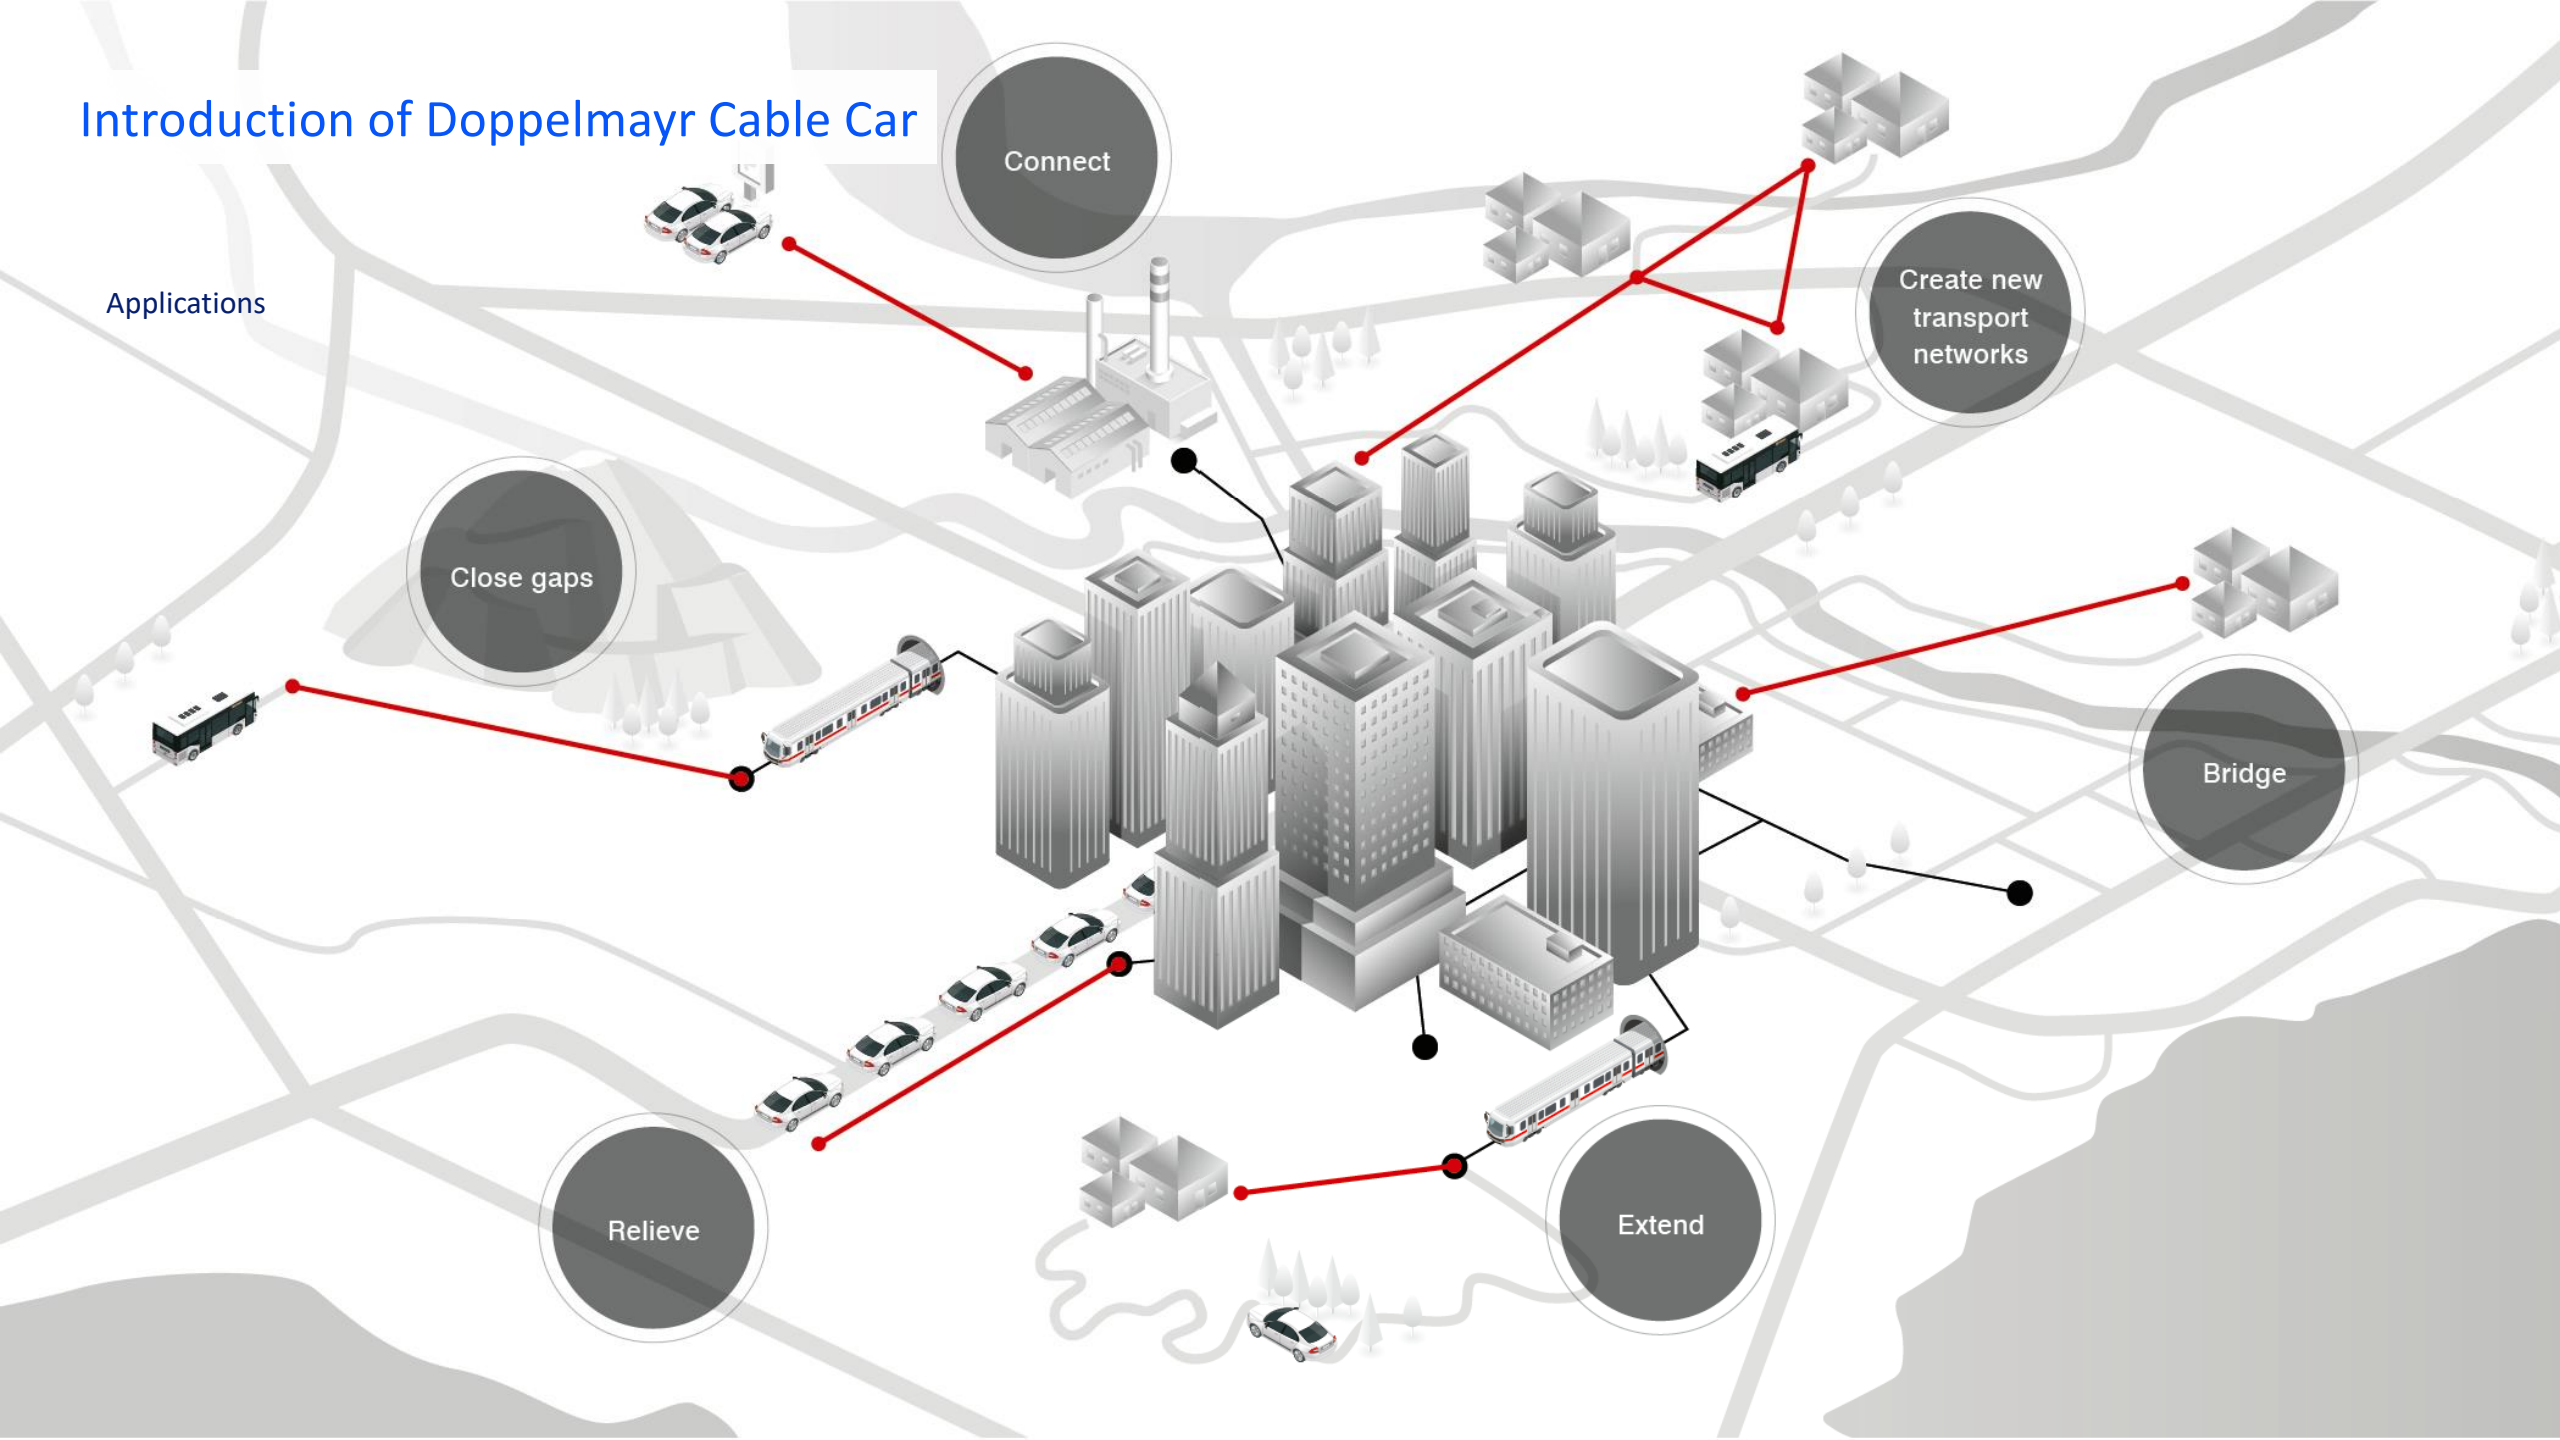 Introduction of Doppelmayr Cable Car
Applications
Connect
Create new
transport
networks
Close gaps
Bridge
Relieve
Extend